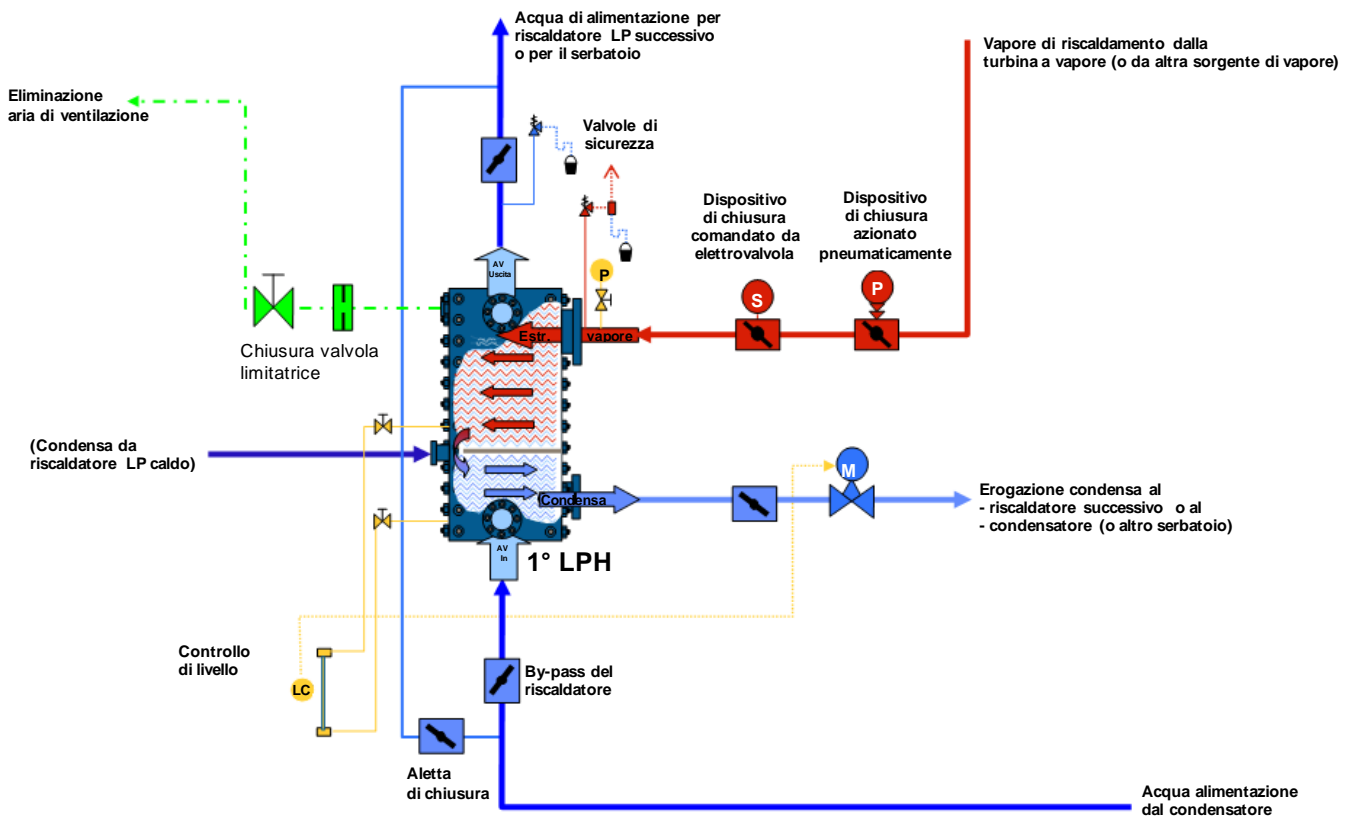 Acqua di alimentazione per
riscaldatore LP successivo
o per il serbatoio
Vapore di riscaldamento dalla
turbina a vapore (o da altra sorgente di vapore)
Eliminazione
aria di ventilazione
Valvole di
sicurezza
Dispositivo
di chiusura
comandato da
elettrovalvola
Dispositivo
di chiusura
azionato
pneumaticamente
AV
Uscita
P
S
P
Estr.
vapore
Chiusura valvola
limitatrice
(Condensa da
riscaldatore LP caldo)
M
Condensa
Erogazione condensa al
- riscaldatore successivo o al
- condensatore (o altro serbatoio)
AV
In
1° LPH
Controllo
di livello
LC
By-pass del
riscaldatore
Aletta
di chiusura
Acqua alimentazione
dal condensatore